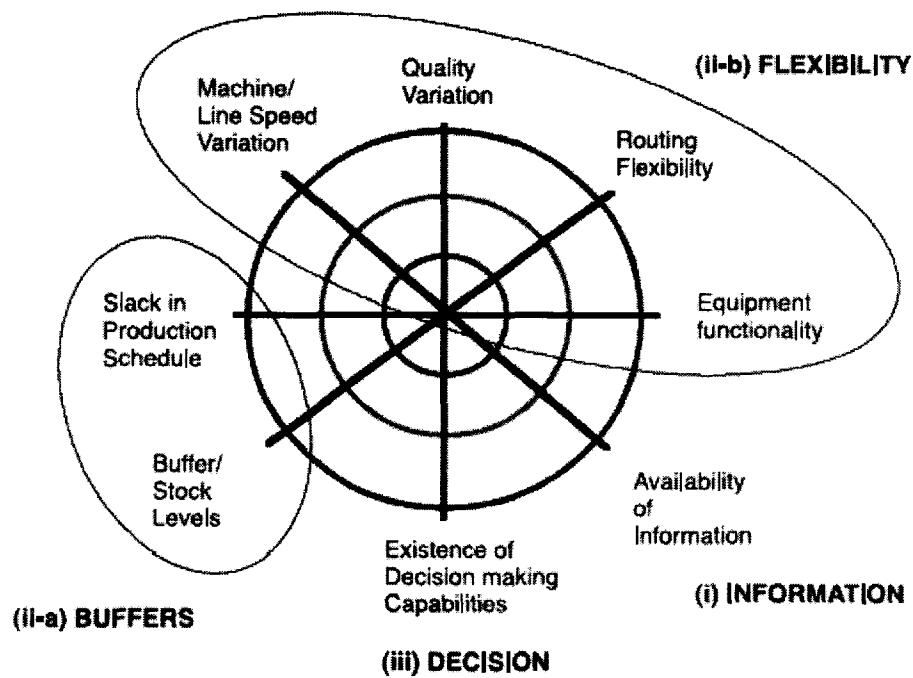 Quality
Variation
(ii-b) FLEXIBILITY
Machine/
Line Speed
Variation
Routing
Flexibility
Slack in
Production
Schedule
Equipment
functionality
Buffer/
Stock
Levels
Availability
of
Information
Existence of
Decision making
Capabilities
(i) INFORMATION
(ii-a) BUFFERS
(iii) DECISION